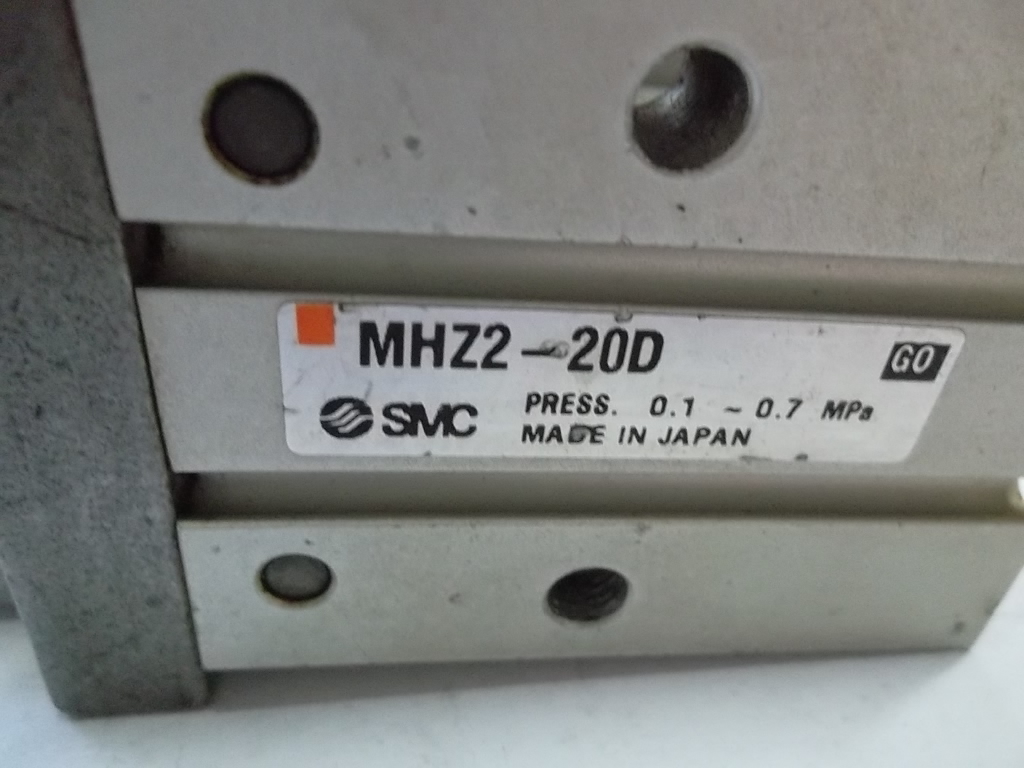 MHZ2-20D
GO
SMC
PRESS. 0.1 ~ 0.7 MPa
MADE IN JAPAN